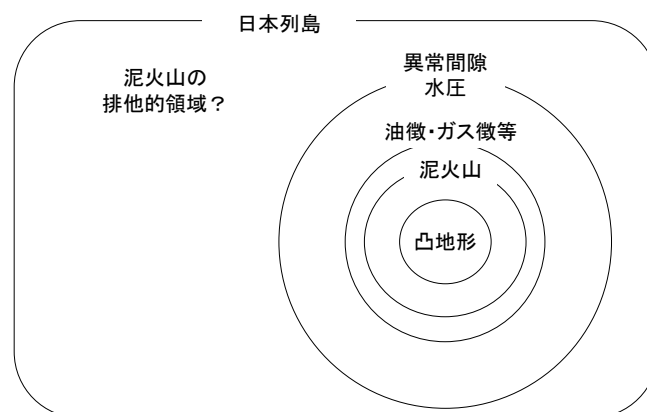 日本列島
泥火山の
排他的領域？
異常間隙
水圧
油徴・ガス徴等
泥火山
凸地形